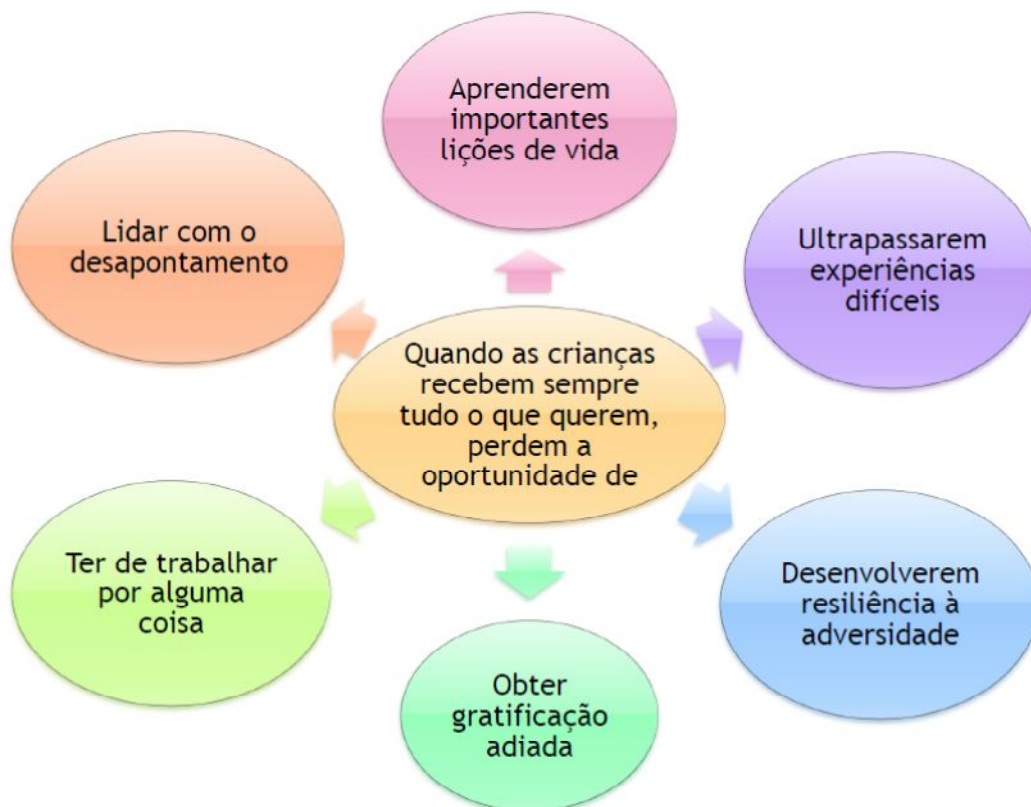 Aprenderem
importantes
lições de vida
Lidar com o
desapontamento
Ultrapassarem
experiências
difíceis
Quando as crianças
recebem sempre
tudo o que querem,
perdem a
oportunidade de
Ter de trabalhar
por alguma
coisa
Desenvolverem
resiliência à
adversidade
Obter
gratificação
adiada